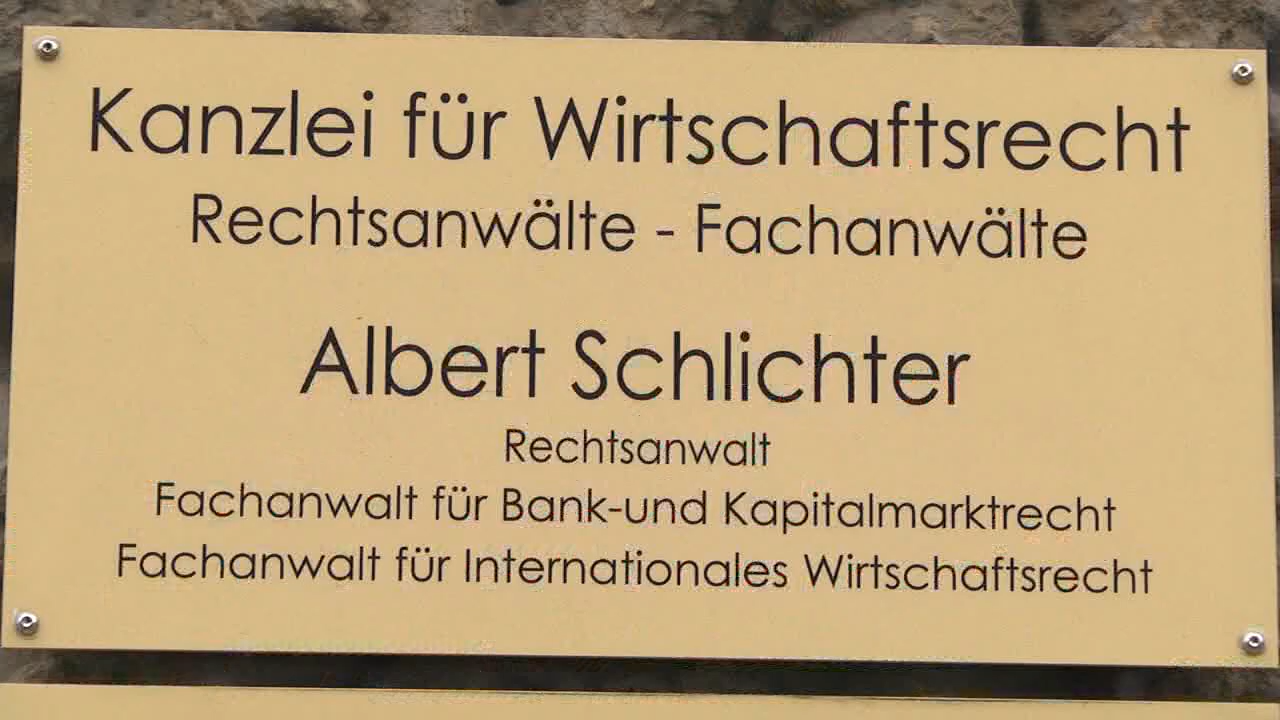 Kanzlei für Wirtschaftsrecht
Rechtsanwälte - Fachanwälte
Albert Schlichter
Rechtsanwalt
Fachanwalt für Bank-und Kapitalmarktrecht
Fachanwalt für Internationales Wirtschaftsrecht